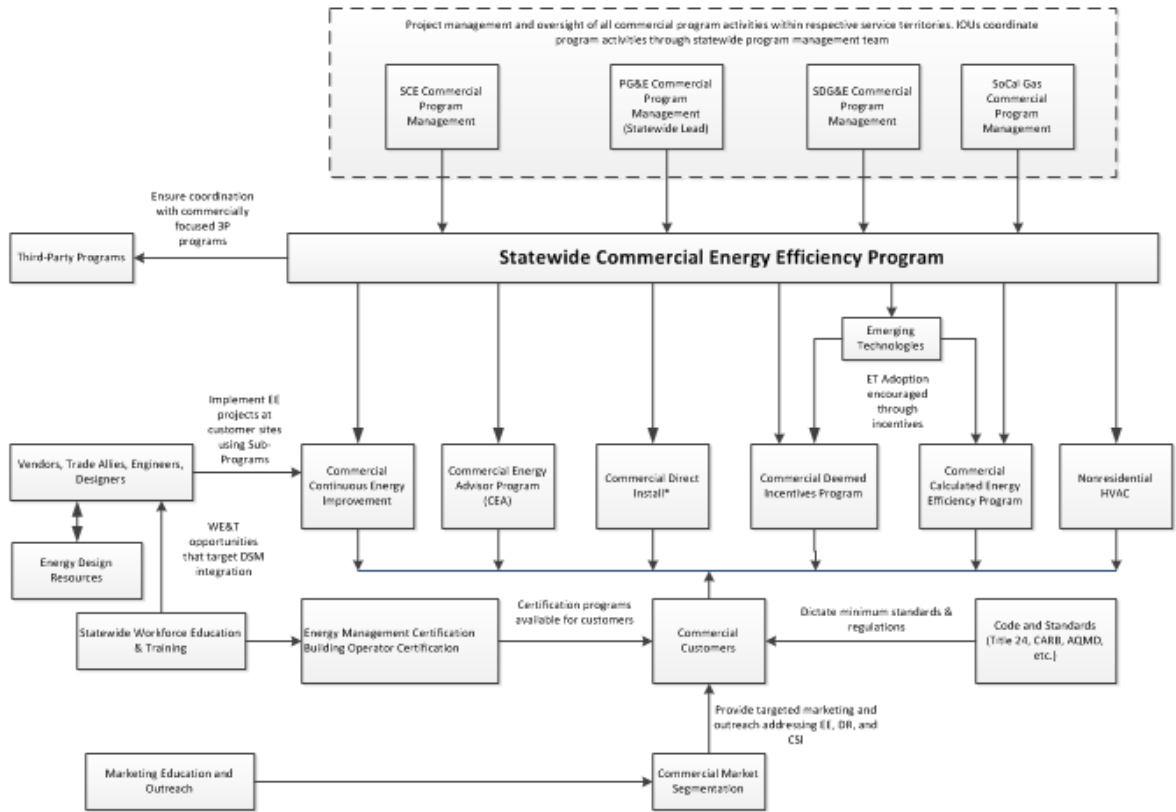 Project management and oversight of all commercial program activities within respective service territories. IOUs coordinate
program activities through statewide program management team
SCE Commercial
Program
Management
PG&E Commercial
Program
Management
(Statewide Lead)
SDG&E Commercial
Program
Management
SoCal Gas
Commercial
Program
Management
Ensure coordination
with commercially
focused 3P
programs
Third-Party Programs
Statewide Commercial Energy Efficiency Program
Emerging
Technologies
ET Adoption
encouraged
through
incentives
Implement EE
projects at
customer sites
using Sub-
Programs
Vendors, Trade Allies, Engineers,
Designers
Commercial
Continuous Energy
Improvement
Commercial Energy
Advisor Program
(CEA)
Commercial Direct
Install*
Commercial Deemed
Incentives Program
Commercial
Calculated Energy
Efficiency Program
Nonresidential
HVAC
Energy Design
Resources
WE&T
opportunities
that target DSM
integration
Statewide Workforce Education
& Training
Energy Management Certification
Building Operator Certification
Certification programs
available for customers
Commercial
Customers
Dictate minimum standards &
regulations
Code and Standards
(Title 24, CARB, AQMD,
etc.)
Provide targeted marketing and
outreach addressing EE, DR, and
CSI
Marketing Education and
Outreach
Commercial Market
Segmentation